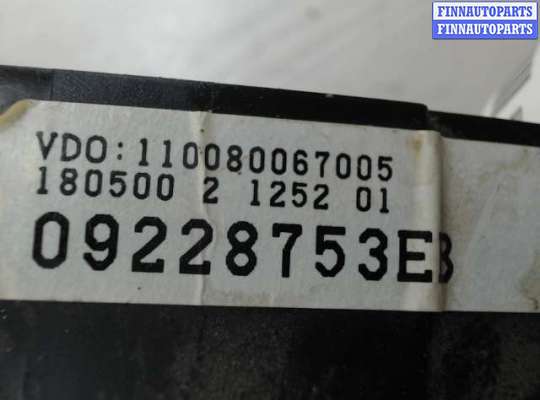 FINNAUTOPARTS
FINNAUTOPARTS
VDO:110080067005
180500 2 1252 01
09228753EB